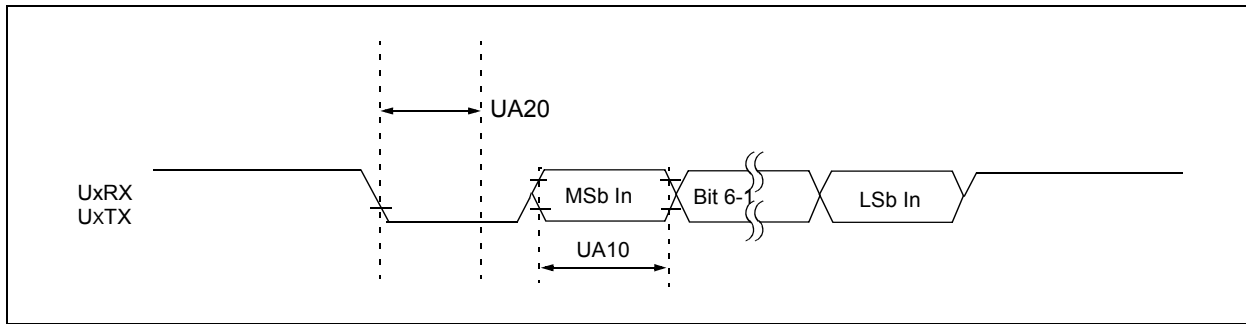 UA20
UxRX
UxTX
MSb In
Bit 6-1
LSb In
UA10